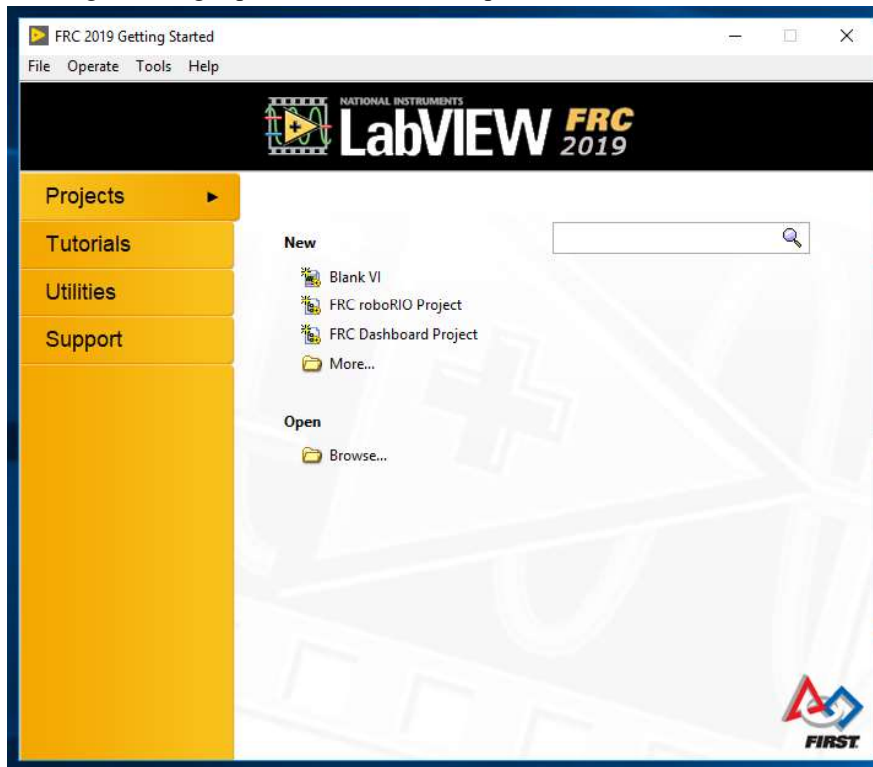 FRC 2019 Getting Started
File Operate Tools Help
NATIONAL INSTRUMENTS
LabVIEW FRC 2019
Projects
Tutorials
Utilities
Support
New
Blank VI
FRC roboRIO Project
FRC Dashboard Project
More...
Open
Browse...
FIRST